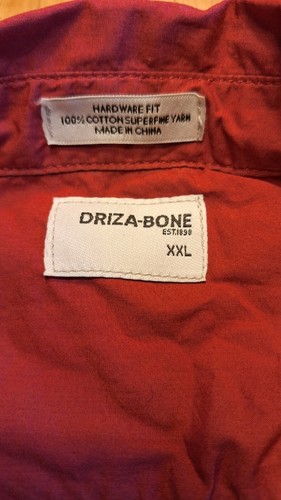 HARDWARE FIT
100% COTTON SUPERFINE YARN
MADE IN CHINA
DRIZA-BONE
EST.1898
XXL